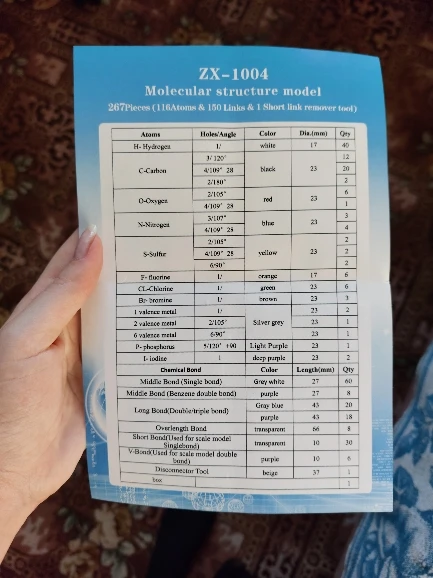 ZX-1004
Molecular structure model
267Pieces (116Atoms & 150 Links & 1 Short link remover tool)
Atoms Holes/Angle Color Dia.(mm) Qty
H- Hydrogen 1/ white 17 40
C-Carbon 3/ 120° black 23 12
4/109° 28 20
2/180° 2
O-Oxygen 2/105° red 23 6
4/109° 28 1
N-Nitrogen 3/107° blue 23 3
4/109° 28 4
S-Sulfur 2/105° yellow 23 2
4/109° 28 2
6/90° 2
F- fluorine 1/ orange 17 6
CL-Chlorine 1/ green 23 6
Br- bromine 1/ brown 23 3
1 valence metal 1/ Silver grey 23 2
2 valence metal 2/105° 23 1
6 valence metal 6/90° 23 1
P- phosphorus 5/120° +90 Light Purple 23 1
I- iodine 1 deep purple 23 2
Chemical Bond Color Length(mm) Qty
Middle Bond (Single bond) Grey white 27 60
Middle Bond (Benzene double bond) purple 27 8
Long Bond(Double/triple bond) Gray blue 43 20
purple 43 18
Overlength Bond transparent 66 8
Short Bond(Used for scale model
Singlebond) transparent 10 30
V-Bond(Used for scale model double
bond) purple 10 6
Disconnector Tool beige 37 1
box 1